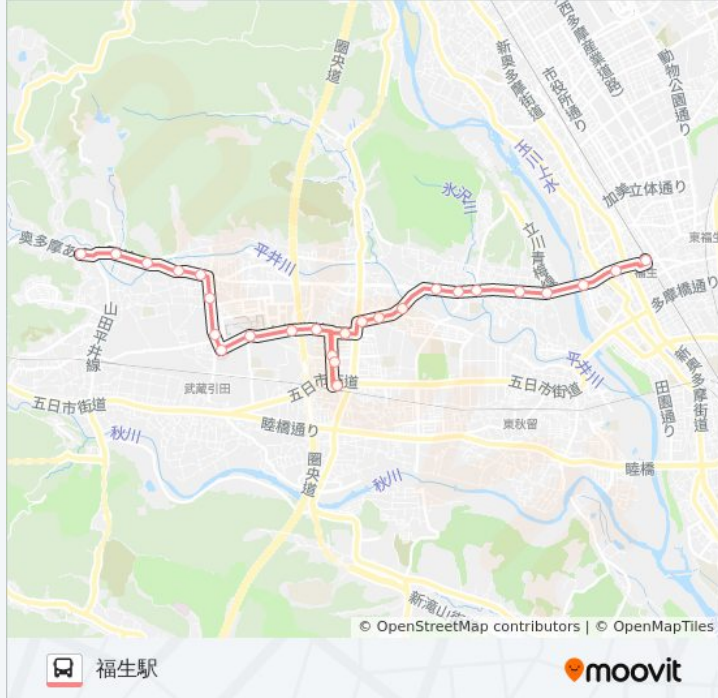 西多摩産業道路)
動物公園通り
圏央道
新奥多摩街道
市役所通り
玉川上水
加美立体通り
氷沢川
奥多摩あ
平井川
立川青梅線
東福生
福生
多摩橋通り
山田平井線
武蔵引田
五日市街道
五日市街道
平井川
新奥多摩街道
田園通り
五日市街道
秋川
睦橋通り
東秋留
圏央道
秋川
睦橋
新滝山街
© OpenStreetMap contributors | © OpenMapTiles
福生駅
moovit